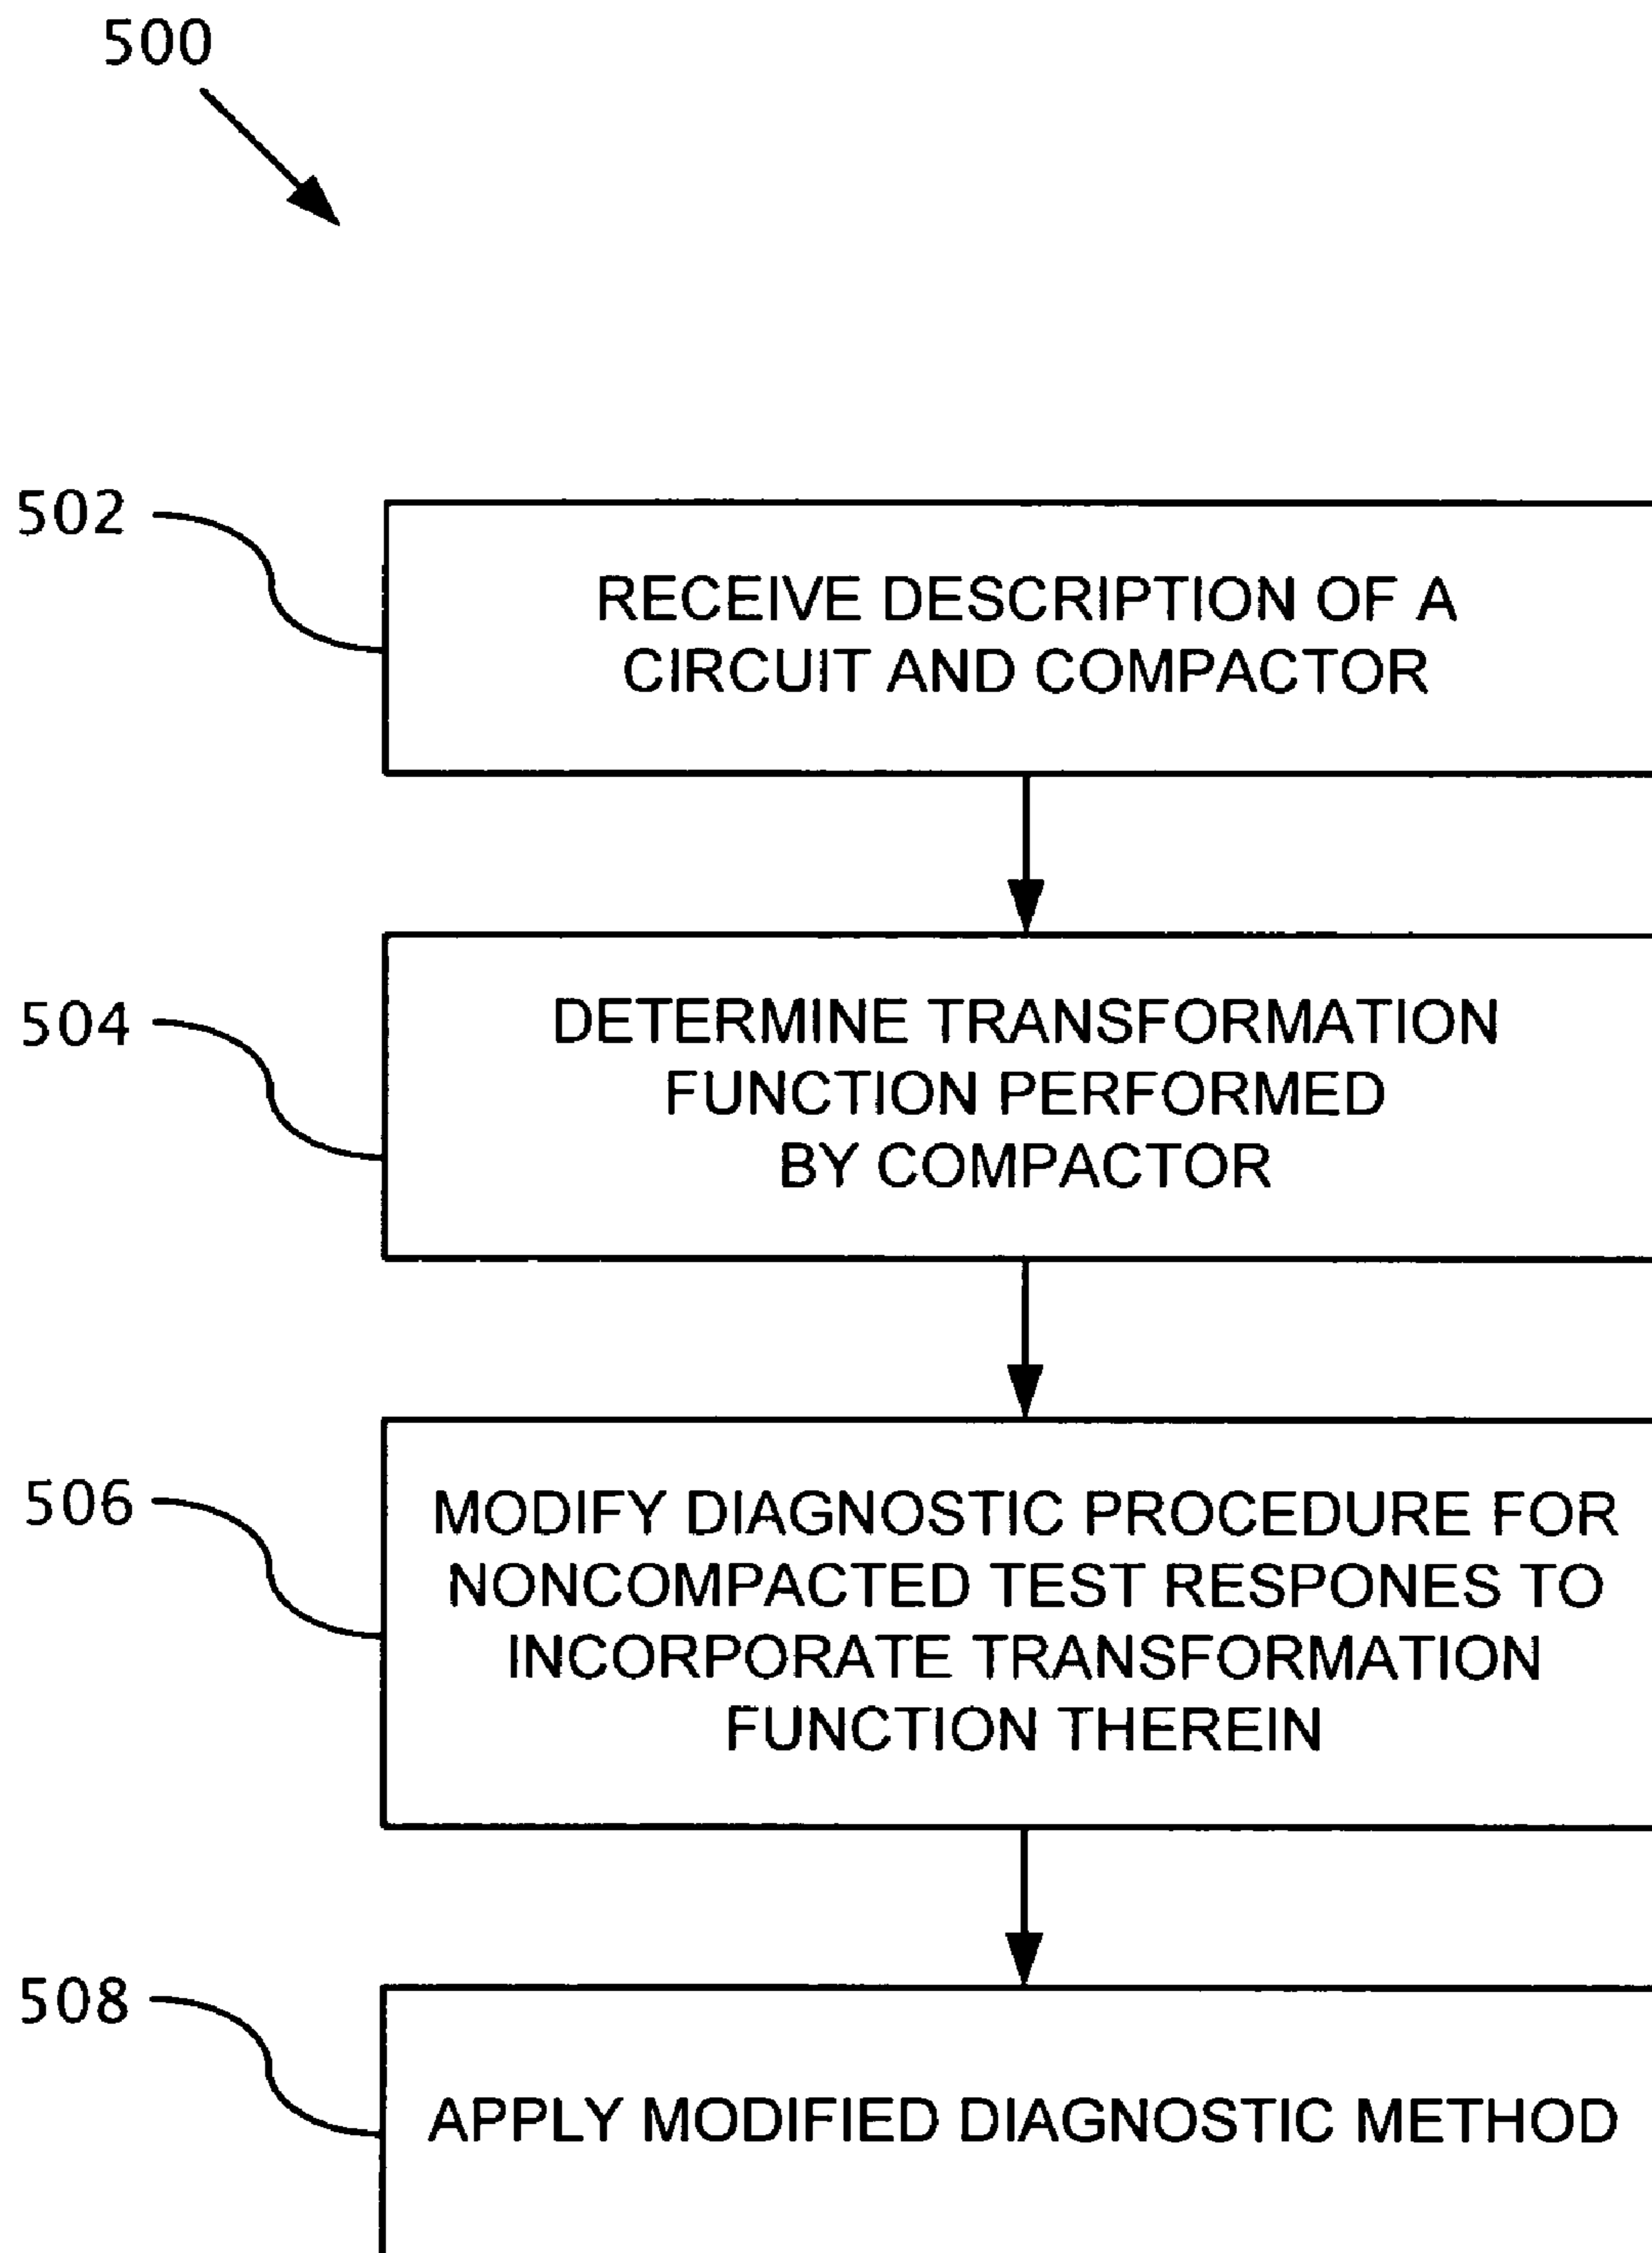 500
502
RECEIVE DESCRIPTION OF A
CIRCUIT AND COMPACTOR
504
DETERMINE TRANSFORMATION
FUNCTION PERFORMED
BY COMPACTOR
506
MODIFY DIAGNOSTIC PROCEDURE FOR
NONCOMPACTED TEST RESPONES TO
INCORPORATE TRANSFORMATION
FUNCTION THEREIN
508
APPLY MODIFIED DIAGNOSTIC METHOD